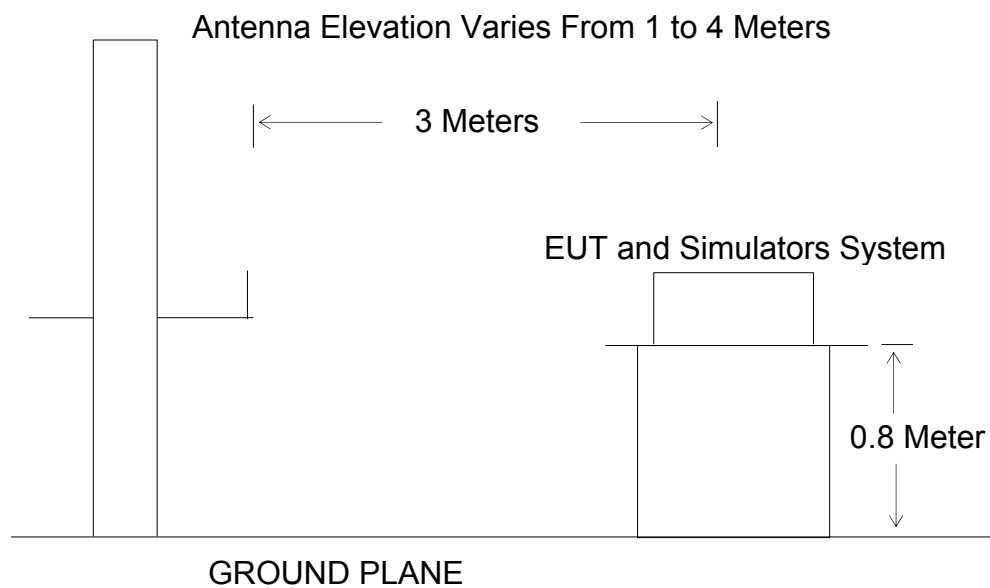 Antenna Elevation Varies From 1 to 4 Meters
3 Meters
EUT and Simulators System
0.8 Meter
GROUND PLANE